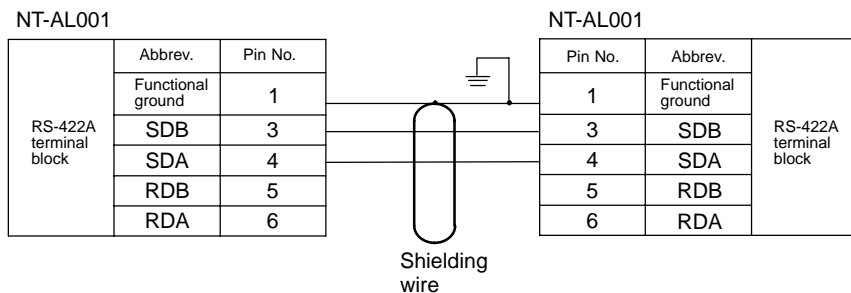 NT-AL001
NT-AL001
Abbrev. Pin No.
Functional
ground 1
SDB 3
SDA 4
RDB 5
RDA 6
RS-422A
terminal
block
Pin No. Abbrev.
1 Functional
ground
3 SDB
4 SDA
5 RDB
6 RDA
RS-422A
terminal
block
Shielding
wire